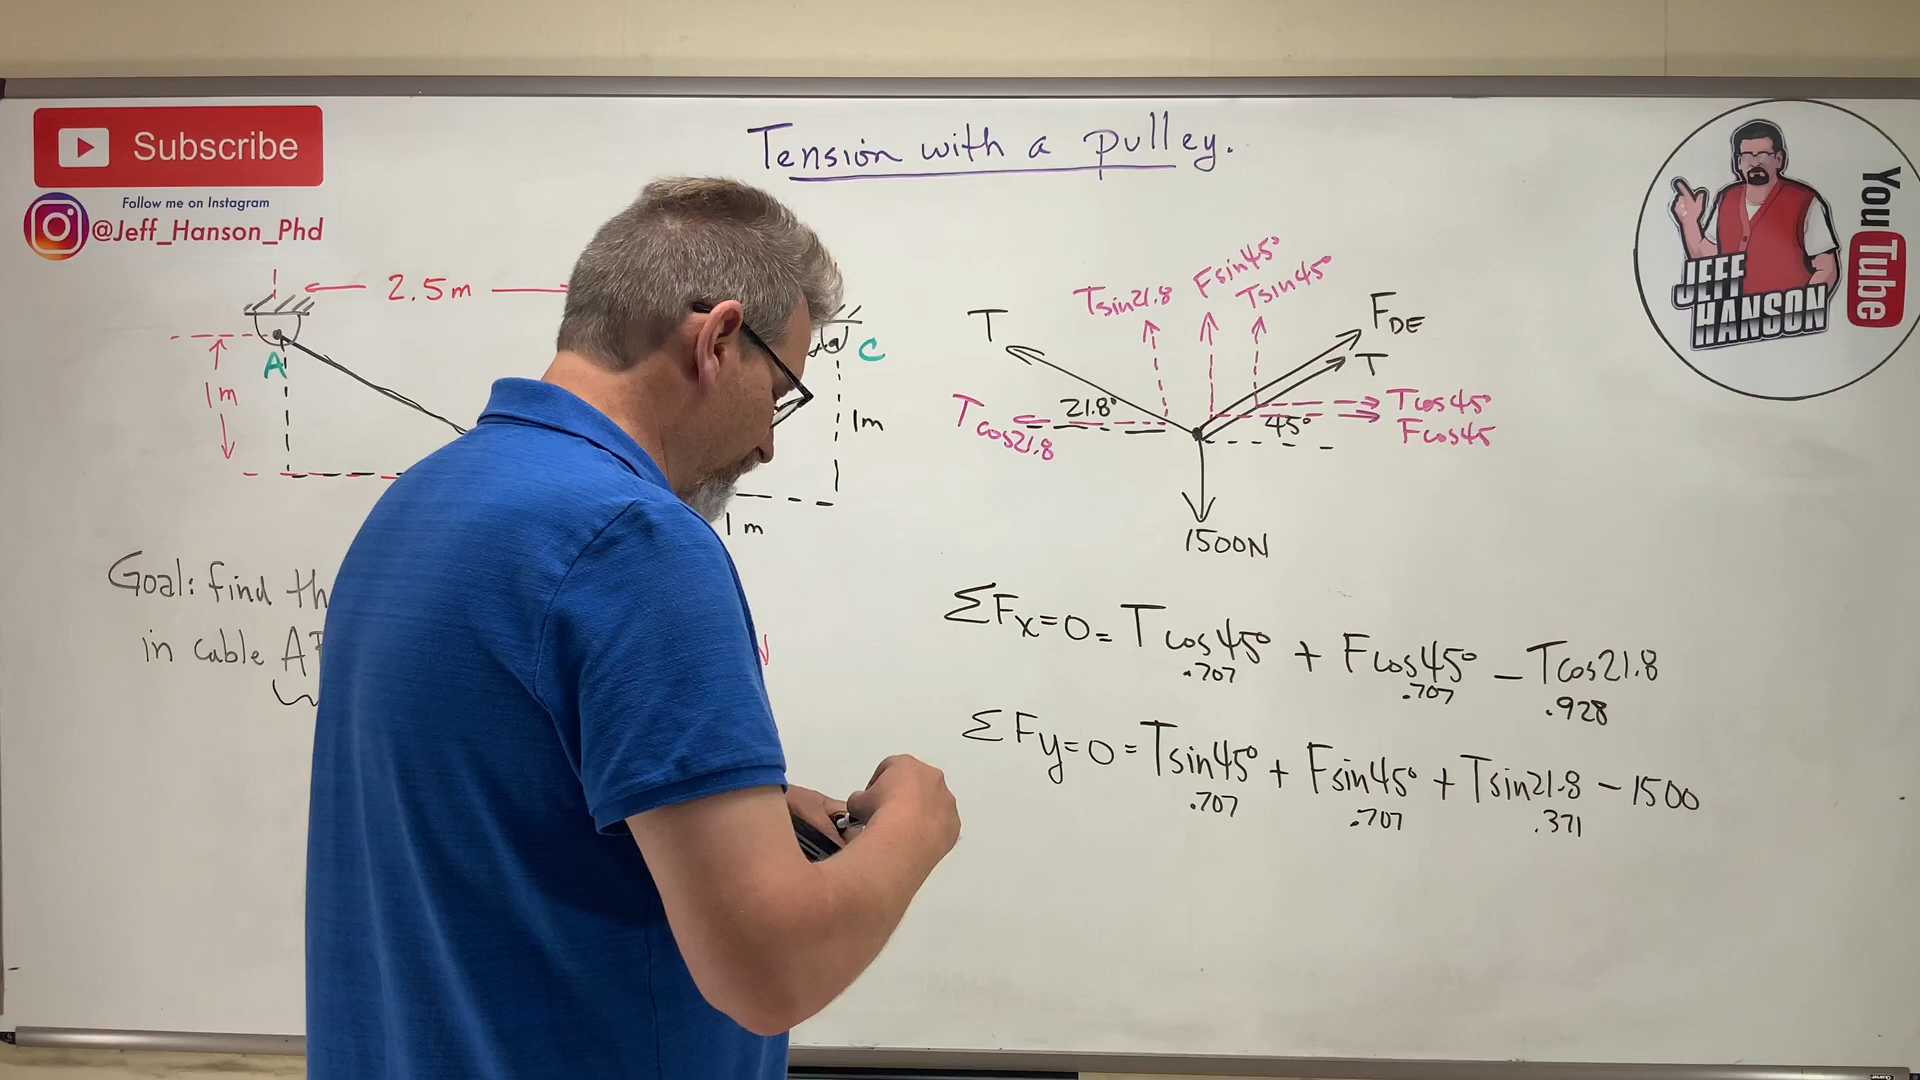 Subscribe
Follow me on Instagram
@Jeff_Hanson_Phd
Tension with a pulley.
YouTube
JEFF
HANSON
2.5m
A
1m
C
1m
1m
Goal: find
in cable
T
Tsin21.8
Fsin45°
Tsin45°
F_DE
T
Tcos21.8
21.8°
45°
Tcos45°
Fcos45
1500N
ΣFx=0= Tcos45° + Fcos45° - Tcos21.8
.707 .707 .928
ΣFy=0= Tsin45° + Fsin45° + Tsin21.8 - 1500
.707 .707 .371